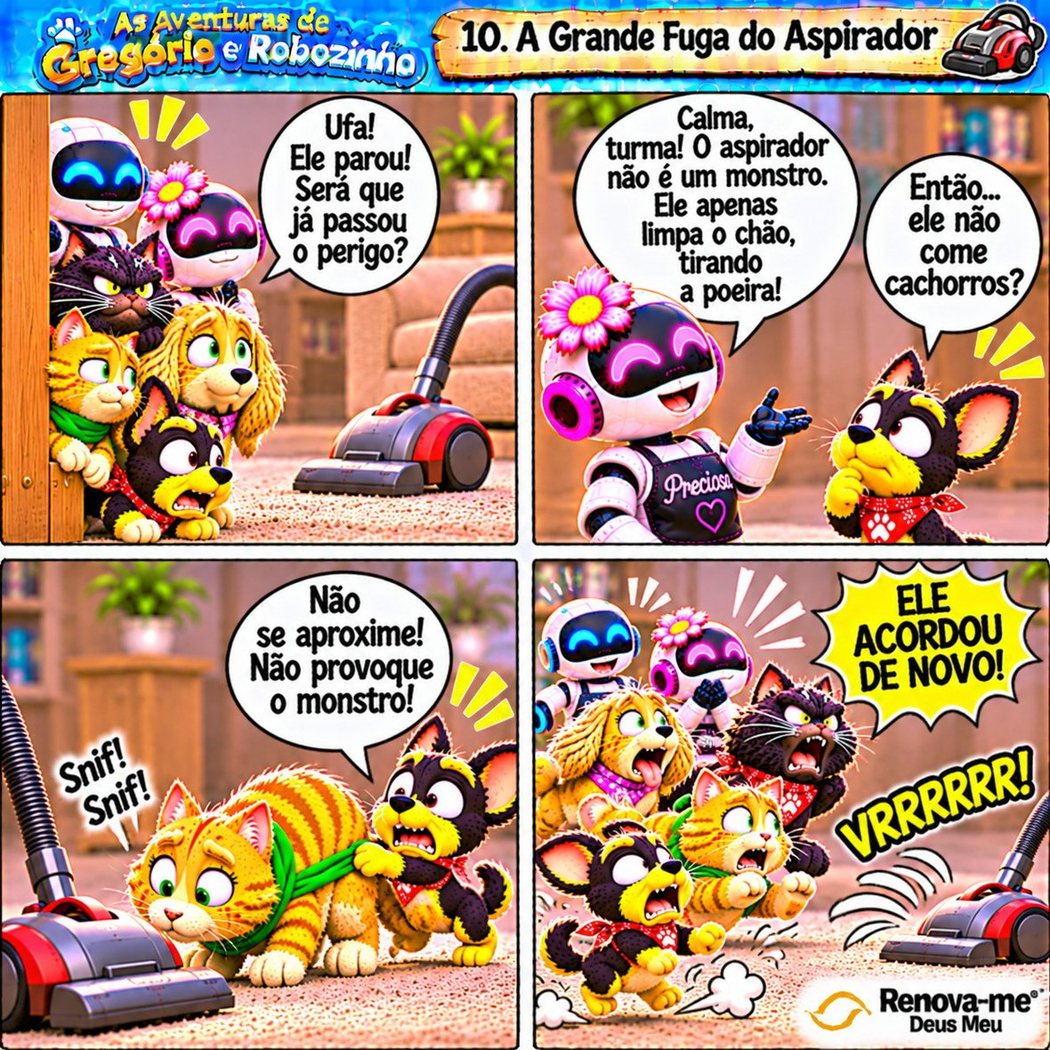 As Aventuras de
Gregório e Robozinho
10. A Grande Fuga do Aspirador
Ufa!
Ele parou!
Será que
já passou
o perigo?
Calma,
turma! O aspirador
não é um monstro.
Ele apenas
limpa o chão,
tirando
a poeira!
Então...
ele não
come
cachorros?
Preciosa
Não
se aproxime!
Não provoque
o monstro!
Snif!
Snif!
ELE
ACORDOU
DE NOVO!
VRRRRRR!
Renova-me
Deus Meu